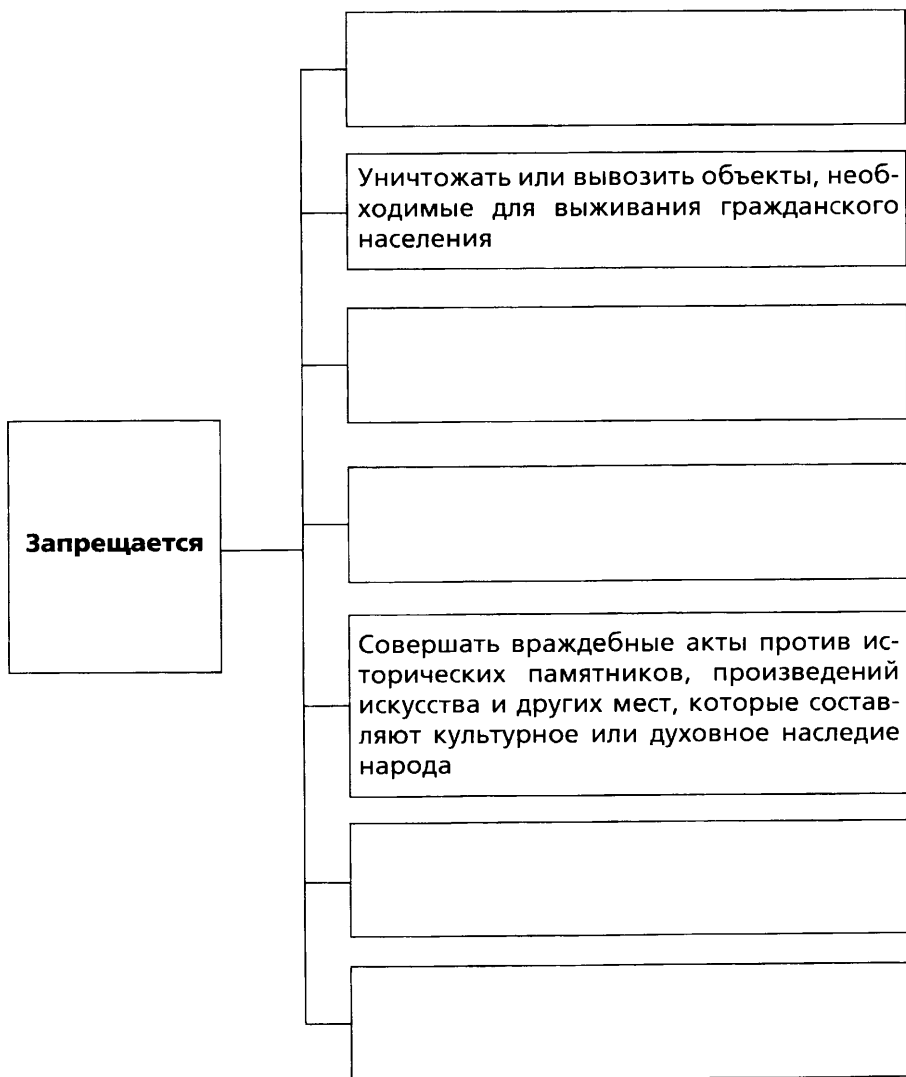 Уничтожать или вывозить объекты, необ-
ходимые для выживания гражданского
населения
Запрещается
Совершать враждебные акты против ис-
торических памятников, произведений
искусства и других мест, которые состав-
ляют культурное или духовное наследие
народа